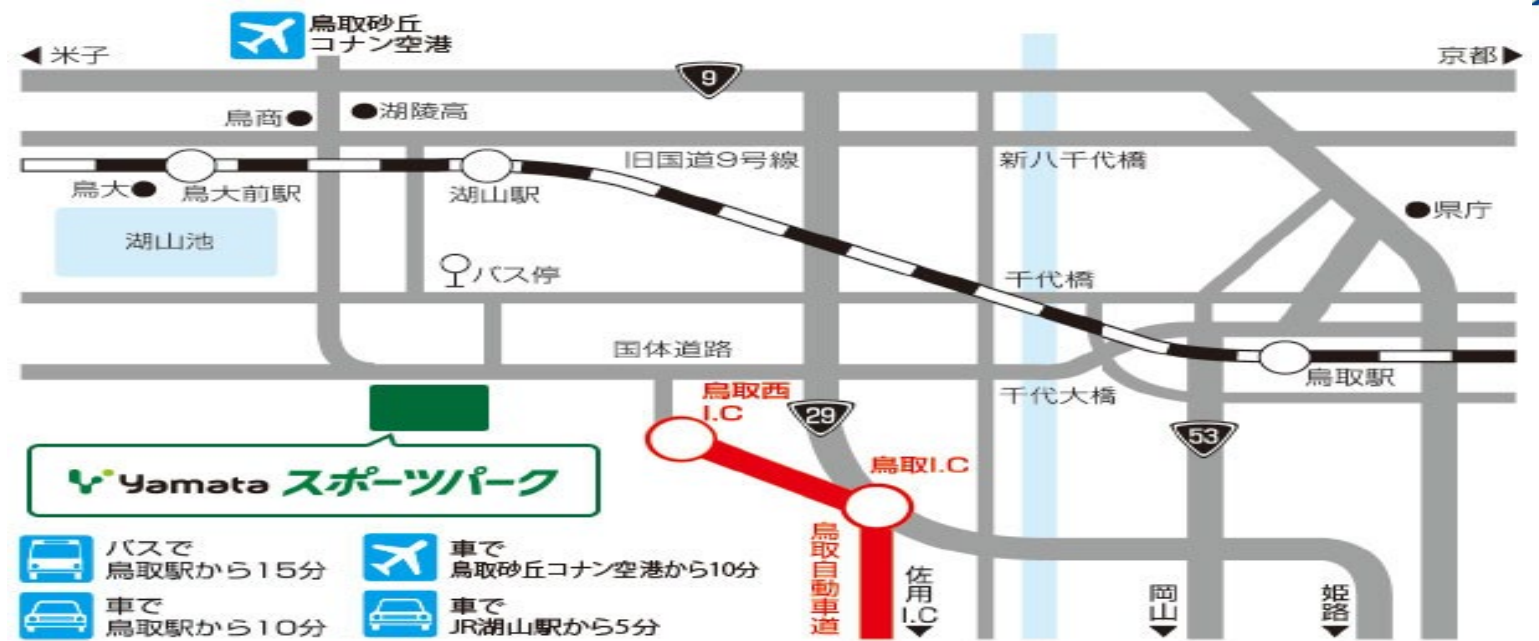 鳥取砂丘
コナン空港
◀米子
京都▶
9
鳥商●
●湖陵高
旧国道9号線
新八千代橋
鳥大●
鳥大前駅
湖山駅
●県庁
湖山池
バス停
千代橋
国体道路
鳥取駅
鳥取西
I.C
千代大橋
29
53
鳥取I.C
Yamata スポーツパーク
鳥取自動車道
佐用I.C▼
岡山▼
姫路▼
バスで
鳥取駅から15分
車で
鳥取砂丘コナン空港から10分
車で
鳥取駅から10分
車で
JR湖山駅から5分